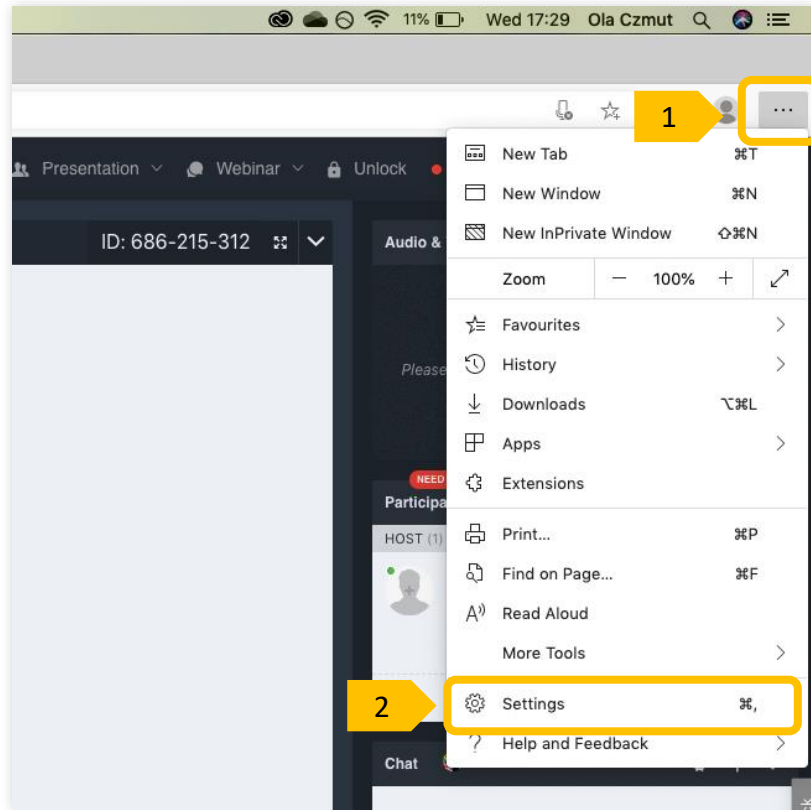 11% Wed 17:29 Ola Czmut
1
...
Presentation Webinar Unlock
New Tab ⌘T
New Window ⌘N
ID: 686-215-312
Audio &
New InPrivate Window ⇧⌘N
Zoom — 100% +
Favourites
History
Please
Downloads ⌥⌘L
Apps
Extensions
NEED
Participa
Print... ⌘P
HOST (1)
Find on Page... ⌘F
Read Aloud
More Tools
2
Settings ⌘,
Help and Feedback
Chat